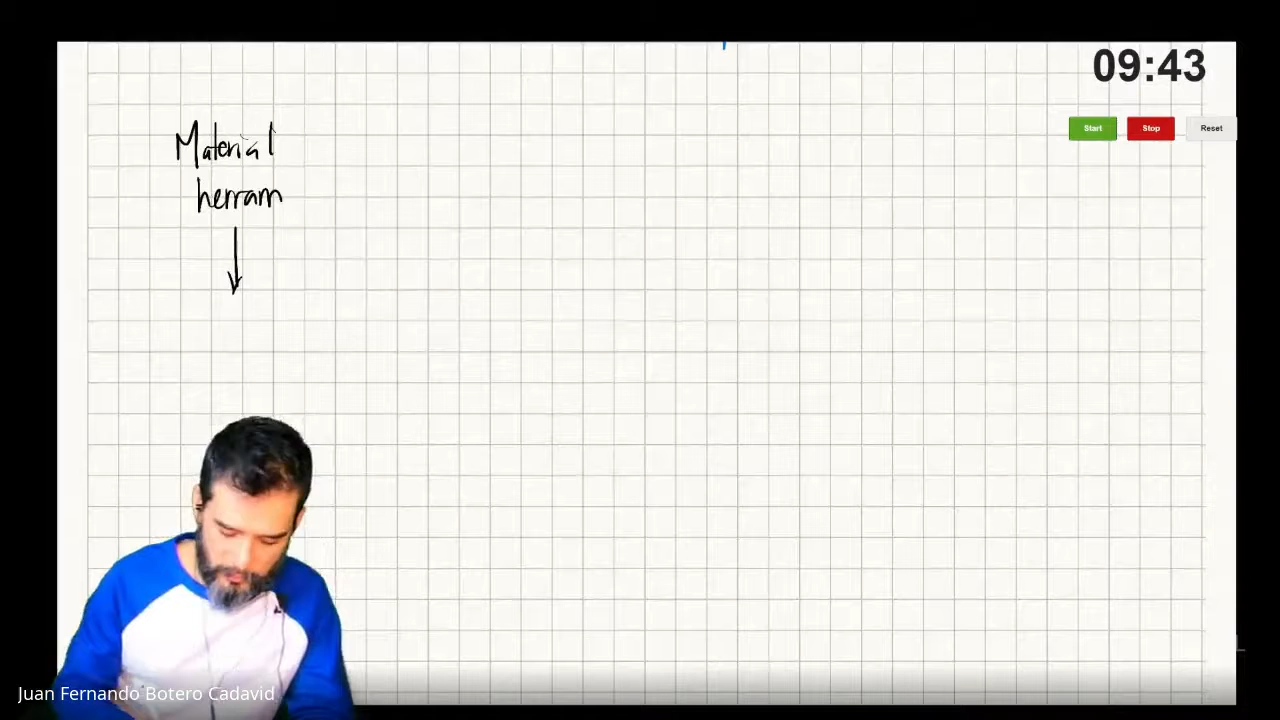 09:43
Start Stop Reset
Material
herram
Juan Fernando Botero Cadavid